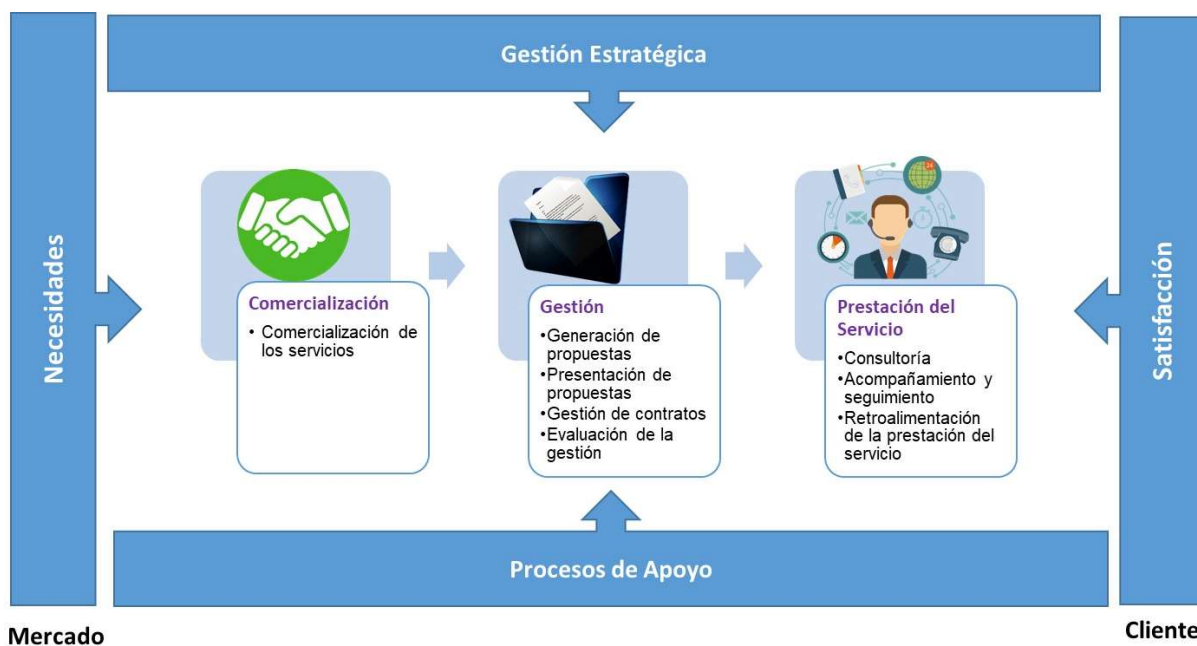 Gestión Estratégica
Necesidades
Comercialización
• Comercialización de
los servicios
Gestión
•Generación de
propuestas
•Presentación de
propuestas
•Gestión de contratos
•Evaluación de la
gestión
Prestación del
Servicio
•Consultoría
•Acompañamiento y
seguimiento
•Retroalimentación
de la prestación del
servicio
Satisfacción
Procesos de Apoyo
Mercado
Cliente